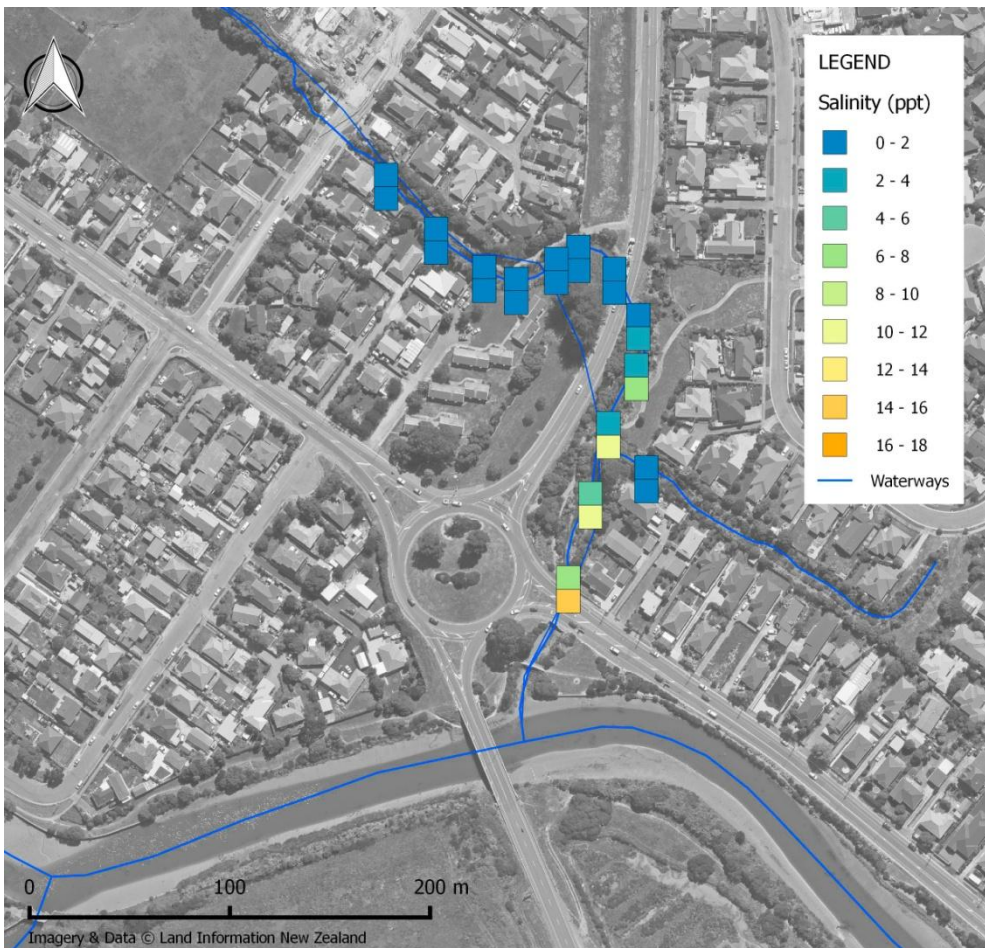 LEGEND
Salinity (ppt)
0 - 2
2 - 4
4 - 6
6 - 8
8 - 10
10 - 12
12 - 14
14 - 16
16 - 18
Waterways
0 100 200 m
Imagery & Data © Land Information New Zealand